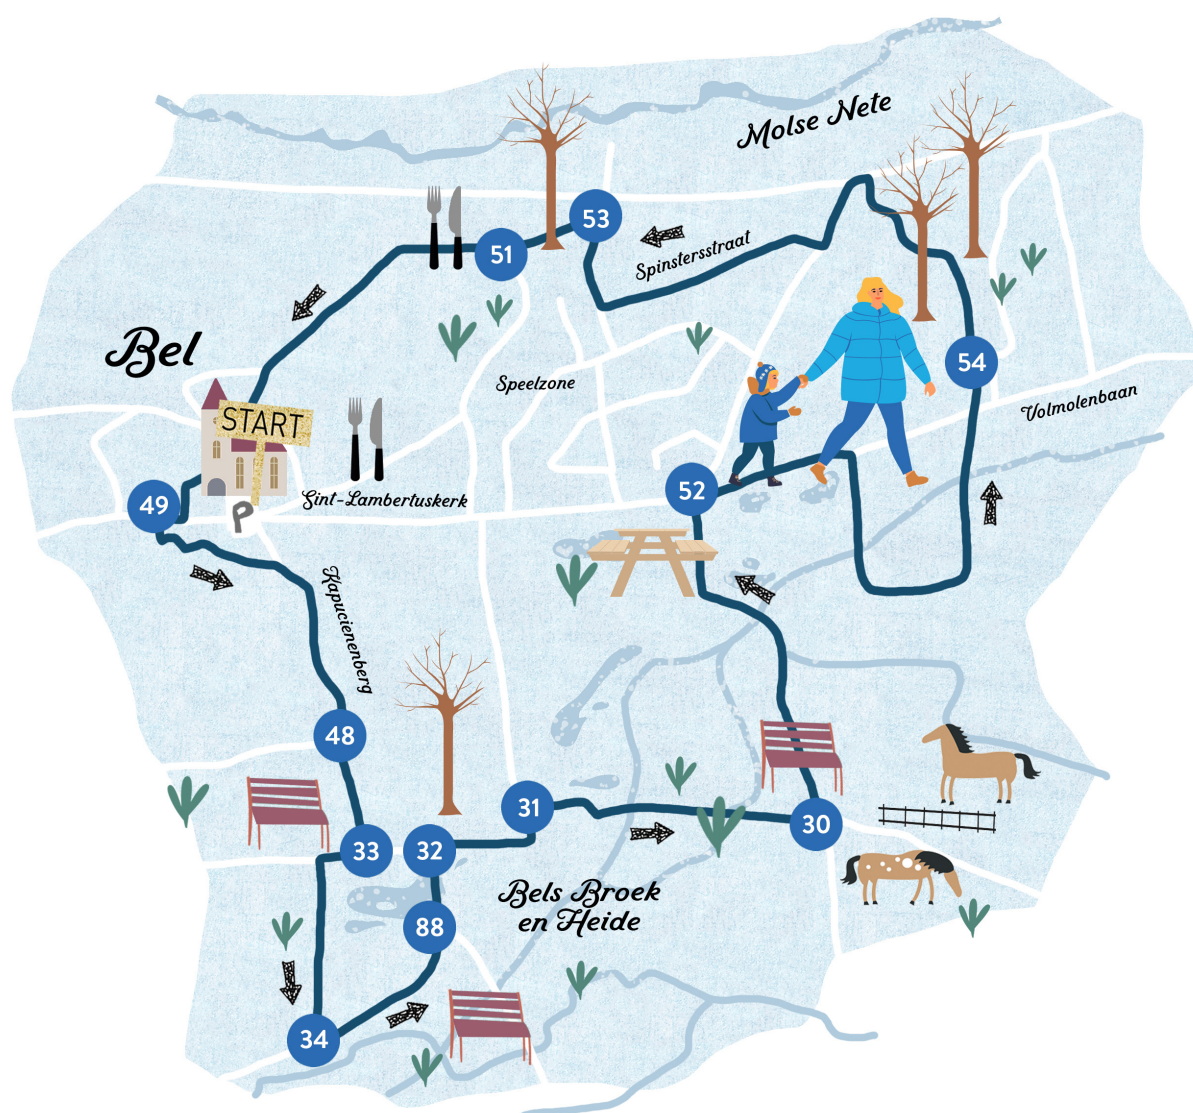 Molse Nete
53
51
Spinstersstraat
Bel
54
Speelzone
Volmolenbaan
START
52
49
Sint-Lambertuskerk
P
Kapucienenberg
48
31
30
33
32
Bels Broek
en Heide
88
34